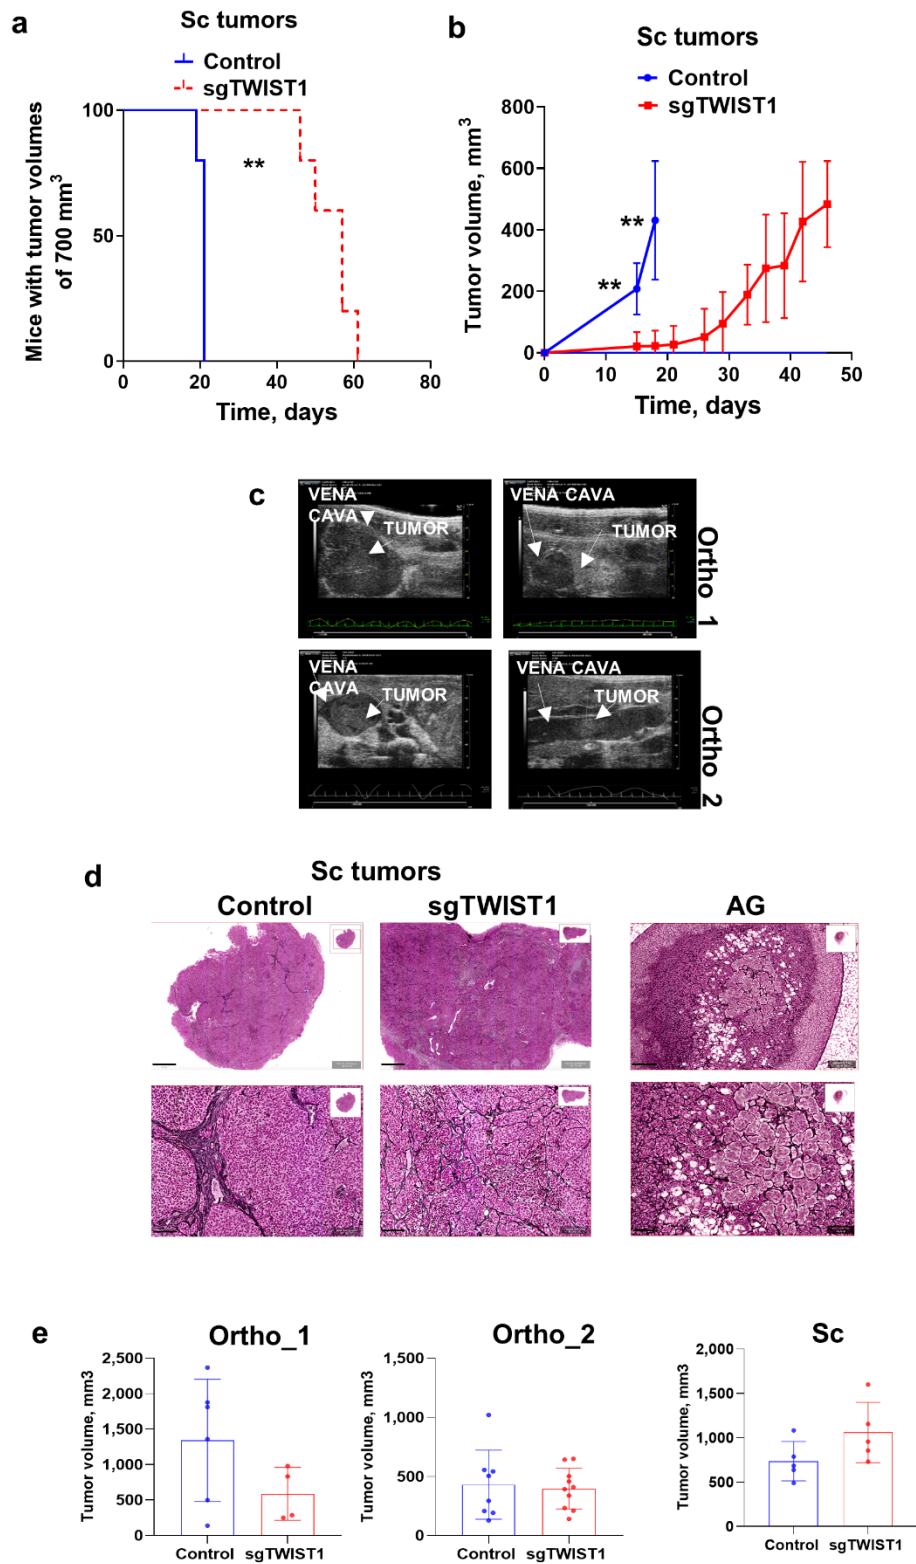 a
Sc tumors
Control
sgTWIST1
Mice with tumor volumes
of 700 mm³
100
50
0
**
0 20 40 60 80
Time, days
b
Sc tumors
Control
sgTWIST1
Tumor volume, mm³
800
600
400
200
0
**
**
0 10 20 30 40 50
Time, days
c
VENA
CAVA
TUMOR
VENA CAVA
TUMOR
Ortho_1
VENA
CAVA
TUMOR
VENA CAVA
TUMOR
Ortho_2
d
Sc tumors
Control
sgTWIST1
AG
e
Ortho_1
Tumor volume, mm3
2,500
2,000
1,500
1,000
500
0
Control sgTWIST1
Ortho_2
Tumor volume, mm3
1,500
1,000
500
0
Control sgTWIST1
Sc
Tumor volume, mm3
2,000
1,500
1,000
500
0
Control sgTWIST1